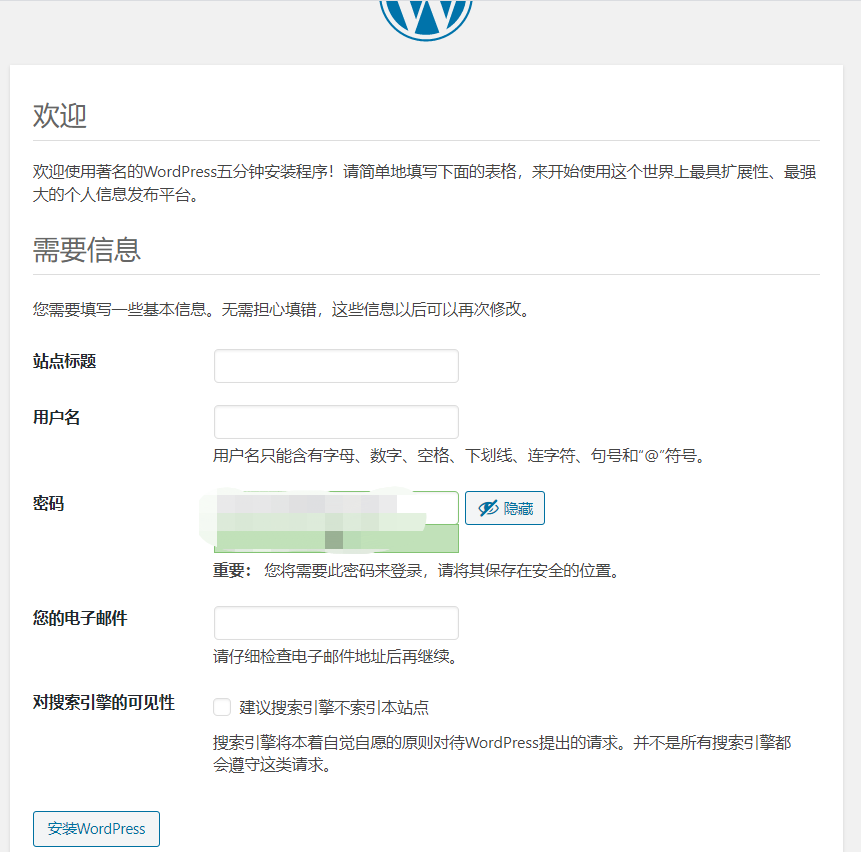 欢迎
欢迎使用著名的WordPress五分钟安装程序！请简单地填写下面的表格，来开始使用这个世界上最具扩展性、最强
大的个人信息发布平台。
需要信息
您需要填写一些基本信息。无需担心填错，这些信息以后可以再次修改。
站点标题
用户名
用户名只能含有字母、数字、空格、下划线、连字符、句号和“@”符号。
密码
隐藏
重要： 您将需要此密码来登录，请将其保存在安全的位置。
您的电子邮件
请仔细检查电子邮件地址后再继续。
对搜索引擎的可见性
建议搜索引擎不索引本站点
搜索引擎将本着自觉自愿的原则对待WordPress提出的请求。并不是所有搜索引擎都
会遵守这类请求。
安装WordPress